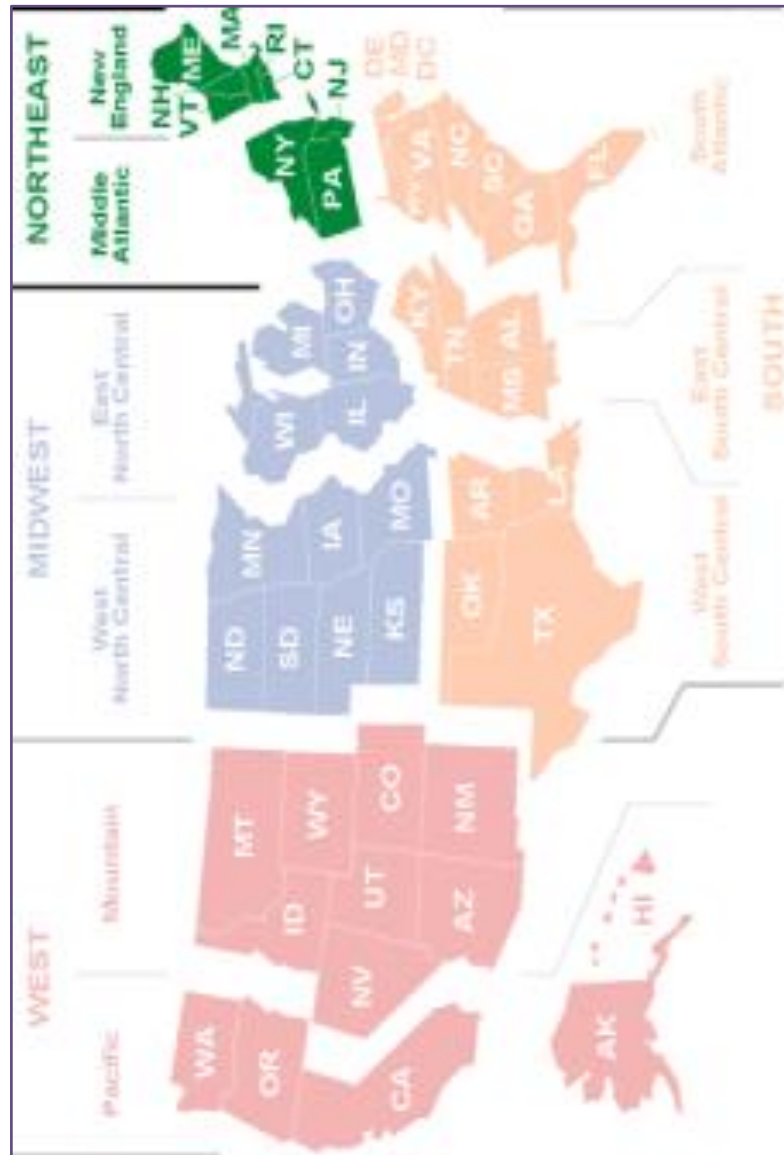 WEST
MIDWEST
NORTHEAST
Pacific
Mountain
West
North Central
East
North Central
Middle
Atlantic
New
England
WA
OR
CA
MT
ID
WY
NV
UT
CO
AZ
NM
AK
HI
ND
SD
NE
KS
MN
IA
MO
WI
MI
IL
IN
OH
NY
PA
NJ
NH
VT
ME
MA
RI
CT
OK
TX
AR
LA
KY
TN
MS
AL
DE
MD
DC
VA
NC
SC
GA
FL
West
South Central
East
South Central
South
Atlantic
SOUTH